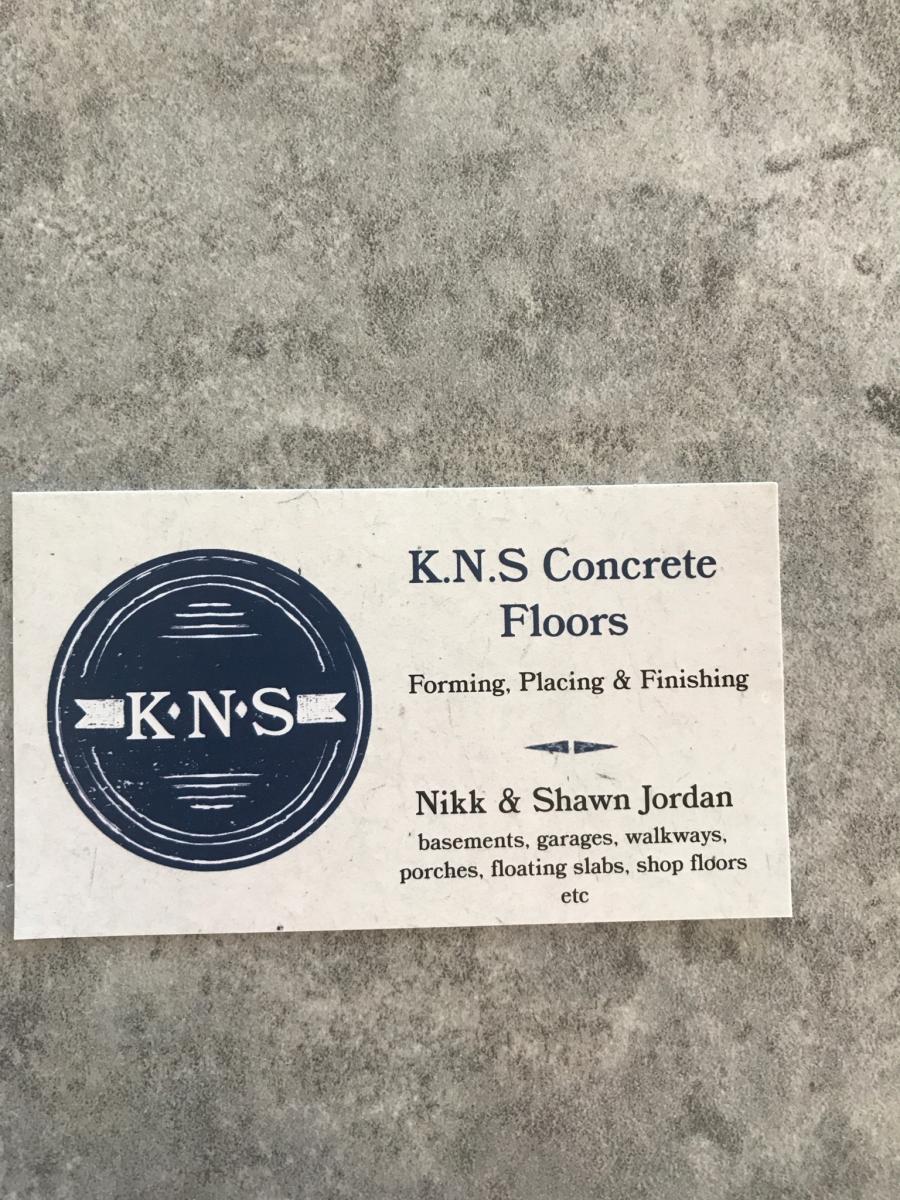 K·N·S
K.N.S Concrete
Floors
Forming, Placing & Finishing
Nikk & Shawn Jordan
basements, garages, walkways,
porches, floating slabs, shop floors
etc